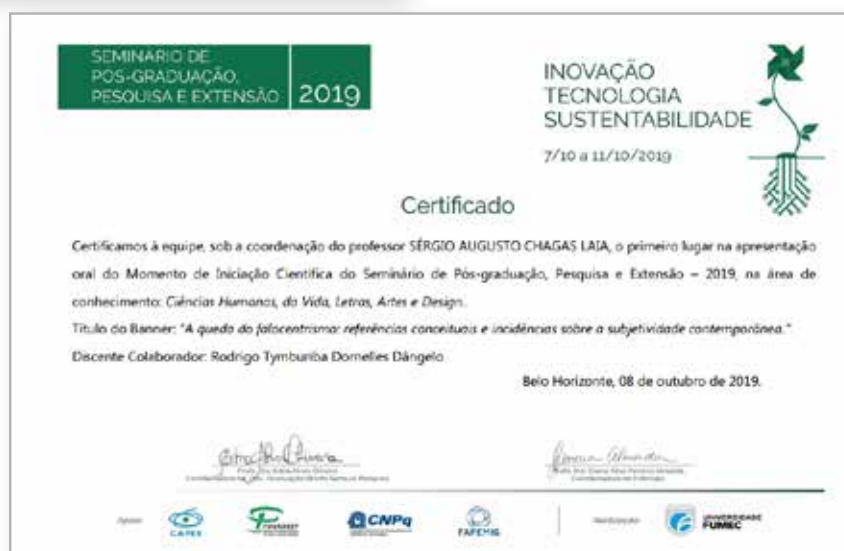 SEMINÁRIO DE
PÓS-GRADUAÇÃO,
PESQUISA E EXTENSÃO
2019
INOVAÇÃO
TECNOLOGIA
SUSTENTABILIDADE
7/10 a 11/10/2019
Certificado
Certificamos à equipe, sob a coordenação do professor SÉRGIO AUGUSTO CHAGAS LAIA, o primeiro lugar na apresentação
oral do Momento de Iniciação Científica do Seminário de Pós-graduação, Pesquisa e Extensão – 2019, na área de
conhecimento: Ciências Humanas, da Vida, Letras, Artes e Design.
Título do Banner: "A queda do falocentrismo: referências conceituais e incidências sobre a subjetividade contemporânea."
Discente Colaborador: Rodrigo Tymburiba Dornelles Dângelo
Belo Horizonte, 08 de outubro de 2019.
Apoio
CAPES
CNPq
FAPEMIG
Realização
UNIVERSIDADE
FUMEC